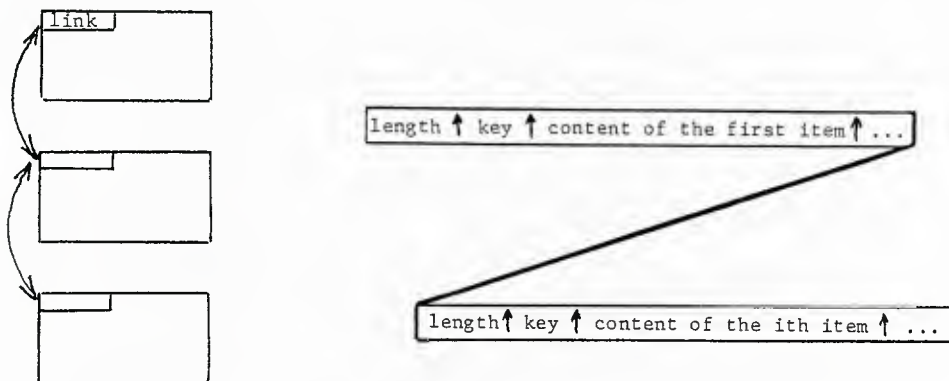 link
length ↑ key ↑ content of the first item ↑ ...
length ↑ key ↑ content of the ith item ↑ ...